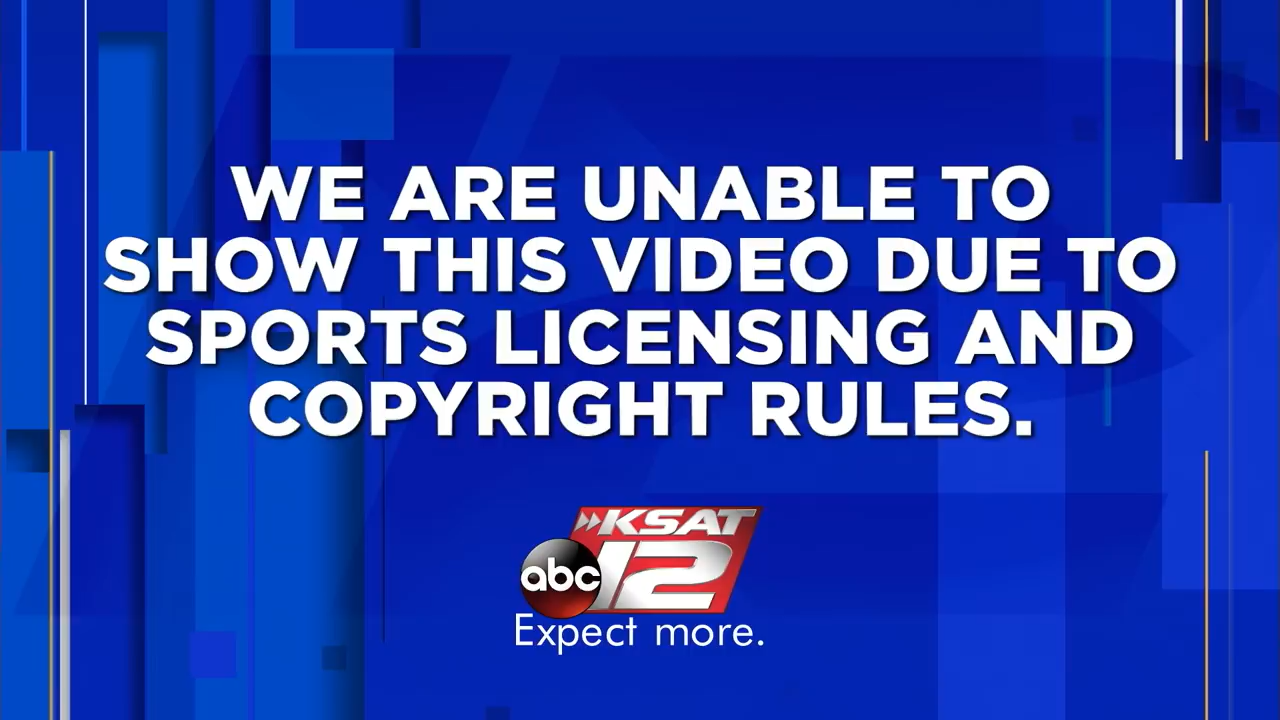 WE ARE UNABLE TO
SHOW THIS VIDEO DUE TO
SPORTS LICENSING AND
COPYRIGHT RULES.
KSAT
abc 12
Expect more.